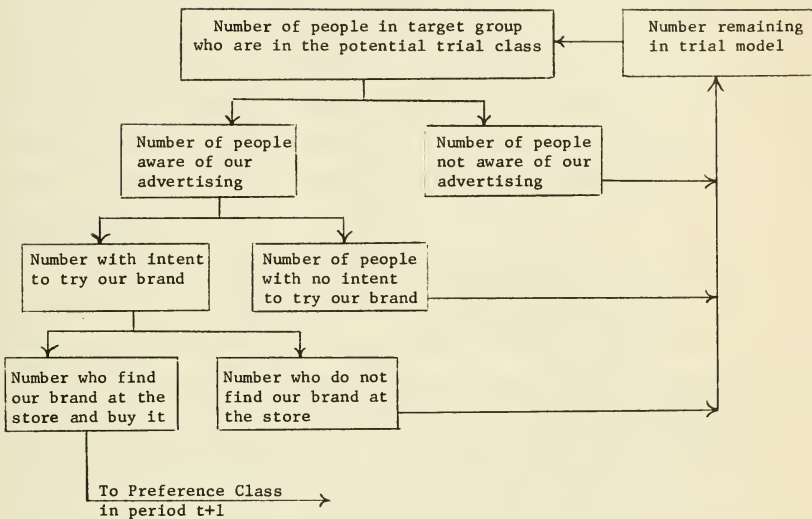 Number of people in target group
who are in the potential trial class
Number remaining
in trial model
Number of people
aware of our
advertising
Number of people
not aware of our
advertising
Number with intent
to try our brand
Number of people
with no intent
to try our brand
Number who find
our brand at the
store and buy it
Number who do not
find our brand at
the store
To Preference Class
in period t+1